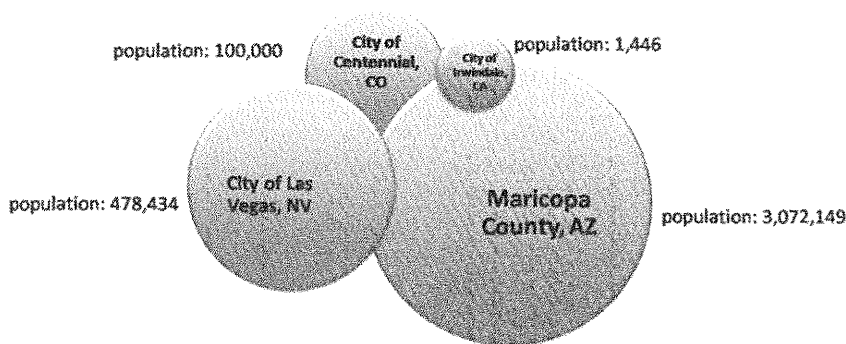 population: 100,000
City of
Centennial,
CO
City of
Irwindale,
CA
population: 1,446
population: 478,434
City of Las
Vegas, NV
Maricopa
County, AZ
population: 3,072,149